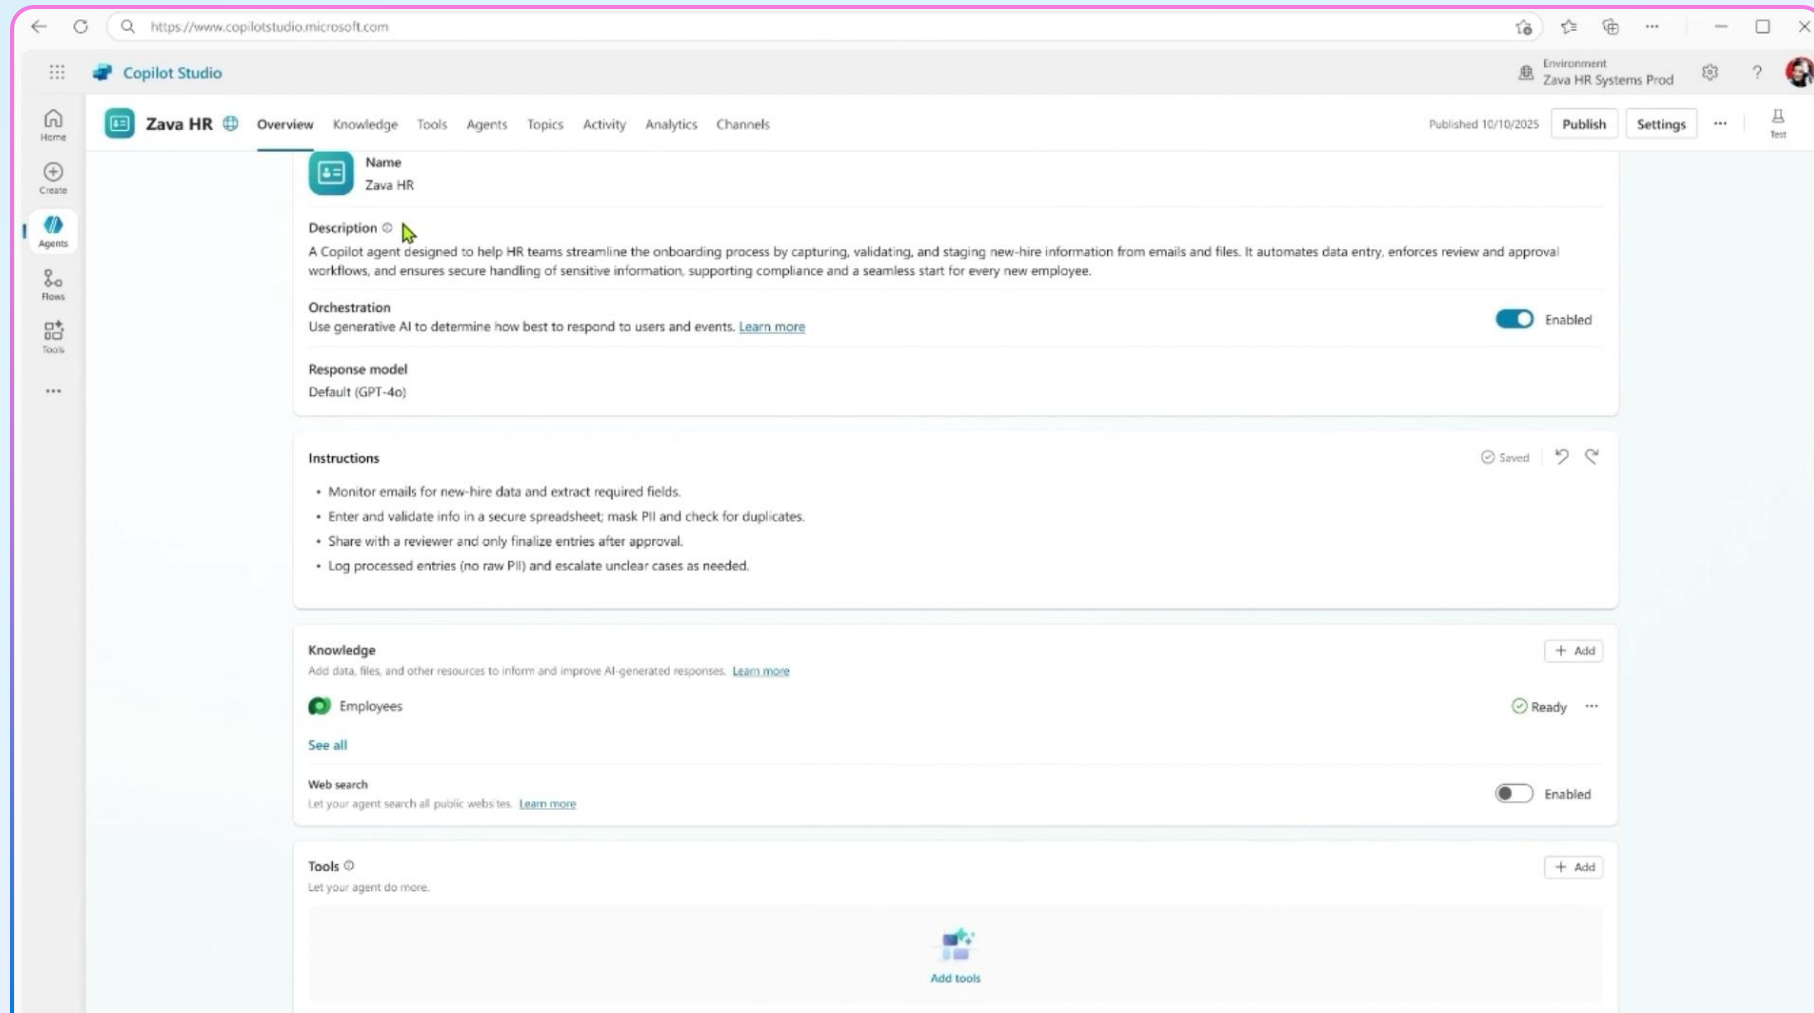 https://www.copilotstudio.microsoft.com
Copilot Studio
Environment
Zava HR Systems Prod
?
Home
Create
Agents
Flows
Tools
Zava HR
Overview
Knowledge
Tools
Agents
Topics
Activity
Analytics
Channels
Published 10/10/2025
Publish
Settings
Test
Name
Zava HR
Description
A Copilot agent designed to help HR teams streamline the onboarding process by capturing, validating, and staging new-hire information from emails and files. It automates data entry, enforces review and approval
workflows, and ensures secure handling of sensitive information, supporting compliance and a seamless start for every new employee.
Orchestration
Use generative AI to determine how best to respond to users and events. Learn more
Enabled
Response model
Default (GPT-4o)
Instructions
Saved
• Monitor emails for new-hire data and extract required fields.
• Enter and validate info in a secure spreadsheet; mask PII and check for duplicates.
• Share with a reviewer and only finalize entries after approval.
• Log processed entries (no raw PII) and escalate unclear cases as needed.
Knowledge
+ Add
Add data, files, and other resources to inform and improve AI-generated responses. Learn more
Employees
Ready
See all
Web search
Let your agent search all public websites. Learn more
Enabled
Tools
+ Add
Let your agent do more.
Add tools